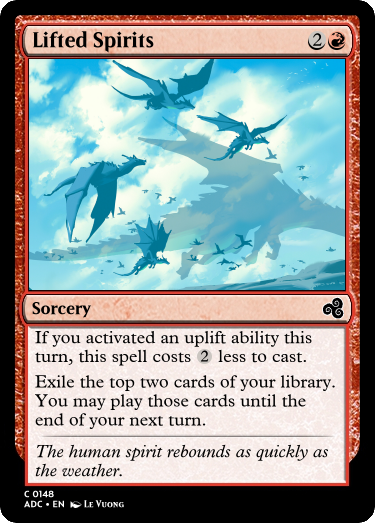 Lifted Spirits 2
Sorcery
If you activated an uplift ability this
turn, this spell costs 2 less to cast.
Exile the top two cards of your library.
You may play those cards until the
end of your next turn.
The human spirit rebounds as quickly as
the weather.
C 0148
ADC • EN Le Vuong